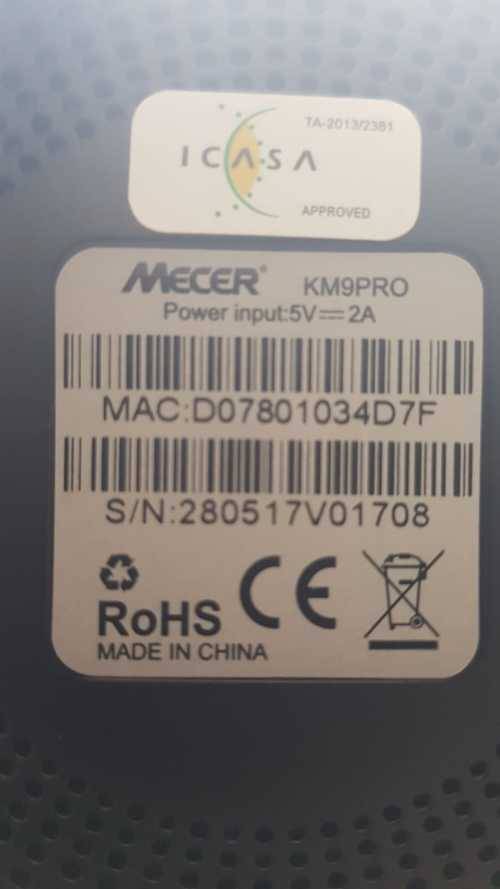 TA-2013/2381
ICASA
APPROVED
MECER® KM9PRO
Power input:5V⎓2A
MAC:D07801034D7F
S/N:280517V01708
RoHS CE
MADE IN CHINA